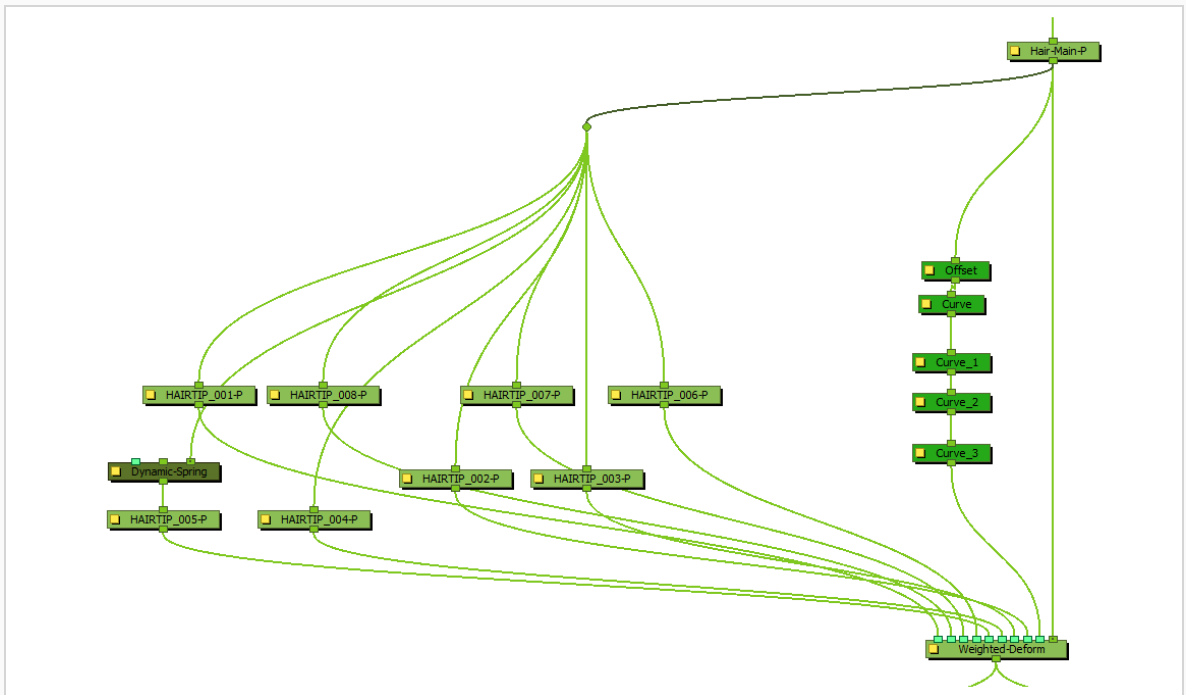 Hair-Main-P
Offset
Curve
Curve_1
HAIRTIP_001-P
HAIRTIP_008-P
HAIRTIP_007-P
HAIRTIP_006-P
Curve_2
Curve_3
Dynamic-Spring
HAIRTIP_002-P
HAIRTIP_003-P
HAIRTIP_005-P
HAIRTIP_004-P
Weighted-Deform